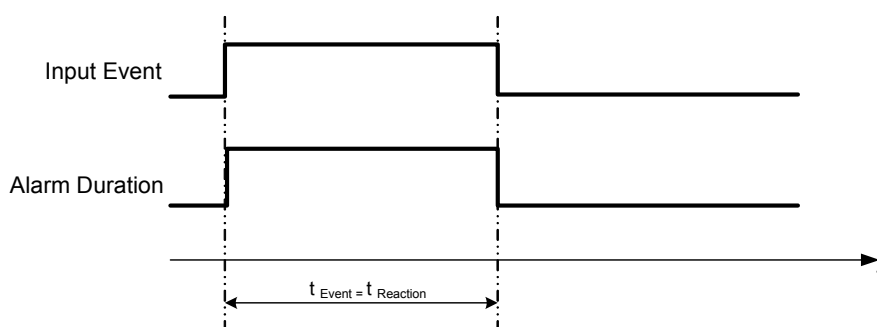 Input Event
Alarm Duration
t Event = t Reaction